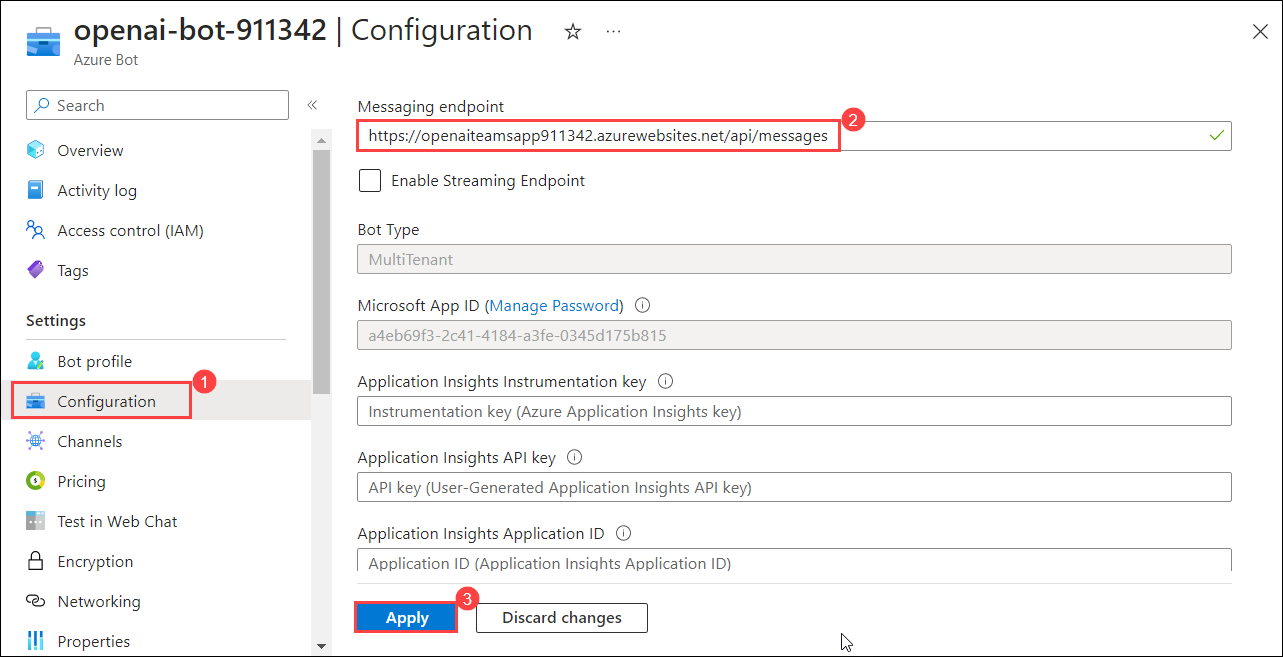 openai-bot-911342 | Configuration ☆ ...
Azure Bot
Search «
Overview
Activity log
Access control (IAM)
Tags
Settings
Bot profile
Configuration 1
Channels
Pricing
Test in Web Chat
Encryption
Networking
Properties
Messaging endpoint
https://openaiteamsapp911342.azurewebsites.net/api/messages 2
Enable Streaming Endpoint
Bot Type
MultiTenant
Microsoft App ID (Manage Password)
a4eb69f3-2c41-4184-a3fe-0345d175b815
Application Insights Instrumentation key
Instrumentation key (Azure Application Insights key)
Application Insights API key
API key (User-Generated Application Insights API key)
Application Insights Application ID
Application ID (Application Insights Application ID)
Apply 3 Discard changes